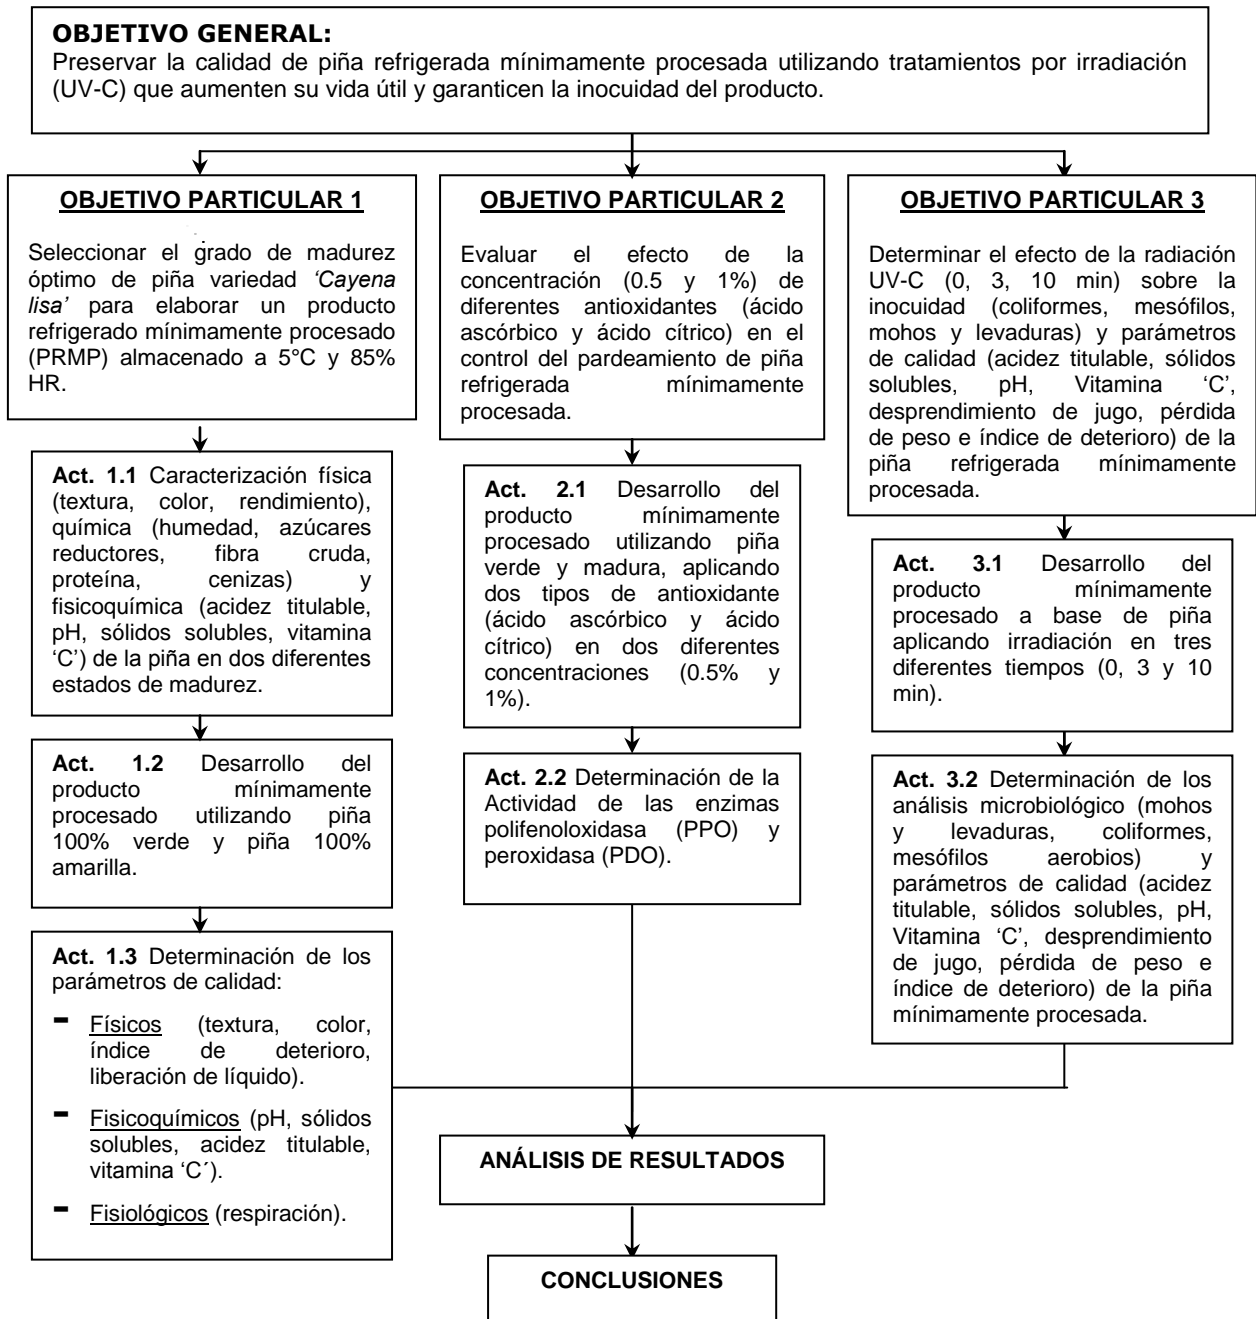 OBJETIVO GENERAL:
Preservar la calidad de piña refrigerada mínimamente procesada utilizando tratamientos por irradiación
(UV-C) que aumenten su vida útil y garanticen la inocuidad del producto.
OBJETIVO PARTICULAR 1
Seleccionar el grado de madurez
óptimo de piña variedad ‘Cayena
lisa’ para elaborar un producto
refrigerado mínimamente procesado
(PRMP) almacenado a 5°C y 85%
HR.
Act. 1.1 Caracterización física
(textura, color, rendimiento),
química (humedad, azúcares
reductores, fibra cruda,
proteína, cenizas) y
fisicoquímica (acidez titulable,
pH, sólidos solubles, vitamina
‘C’) de la piña en dos diferentes
estados de madurez.
Act. 1.2 Desarrollo del
producto mínimamente
procesado utilizando piña
100% verde y piña 100%
amarilla.
Act. 1.3 Determinación de los
parámetros de calidad:
- Físicos (textura, color,
índice de deterioro,
liberación de líquido).
- Fisicoquímicos (pH, sólidos
solubles, acidez titulable,
vitamina ‘C´).
- Fisiológicos (respiración).
OBJETIVO PARTICULAR 2
Evaluar el efecto de la
concentración (0.5 y 1%) de
diferentes antioxidantes (ácido
ascórbico y ácido cítrico) en el
control del pardeamiento de piña
refrigerada mínimamente
procesada.
Act. 2.1 Desarrollo del
producto mínimamente
procesado utilizando piña
verde y madura, aplicando
dos tipos de antioxidante
(ácido ascórbico y ácido
cítrico) en dos diferentes
concentraciones (0.5% y
1%).
Act. 2.2 Determinación de la
Actividad de las enzimas
polifenoloxidasa (PPO) y
peroxidasa (PDO).
OBJETIVO PARTICULAR 3
Determinar el efecto de la radiación
UV-C (0, 3, 10 min) sobre la
inocuidad (coliformes, mesófilos,
mohos y levaduras) y parámetros
de calidad (acidez titulable, sólidos
solubles, pH, Vitamina ‘C’,
desprendimiento de jugo, pérdida
de peso e índice de deterioro) de la
piña refrigerada mínimamente
procesada.
Act. 3.1 Desarrollo del
producto mínimamente
procesado a base de piña
aplicando irradiación en tres
diferentes tiempos (0, 3 y 10
min).
Act. 3.2 Determinación de los
análisis microbiológico (mohos
y levaduras, coliformes,
mesófilos aerobios) y
parámetros de calidad (acidez
titulable, sólidos solubles, pH,
Vitamina ‘C’, desprendimiento
de jugo, pérdida de peso e
índice de deterioro) de la piña
mínimamente procesada.
ANÁLISIS DE RESULTADOS
CONCLUSIONES